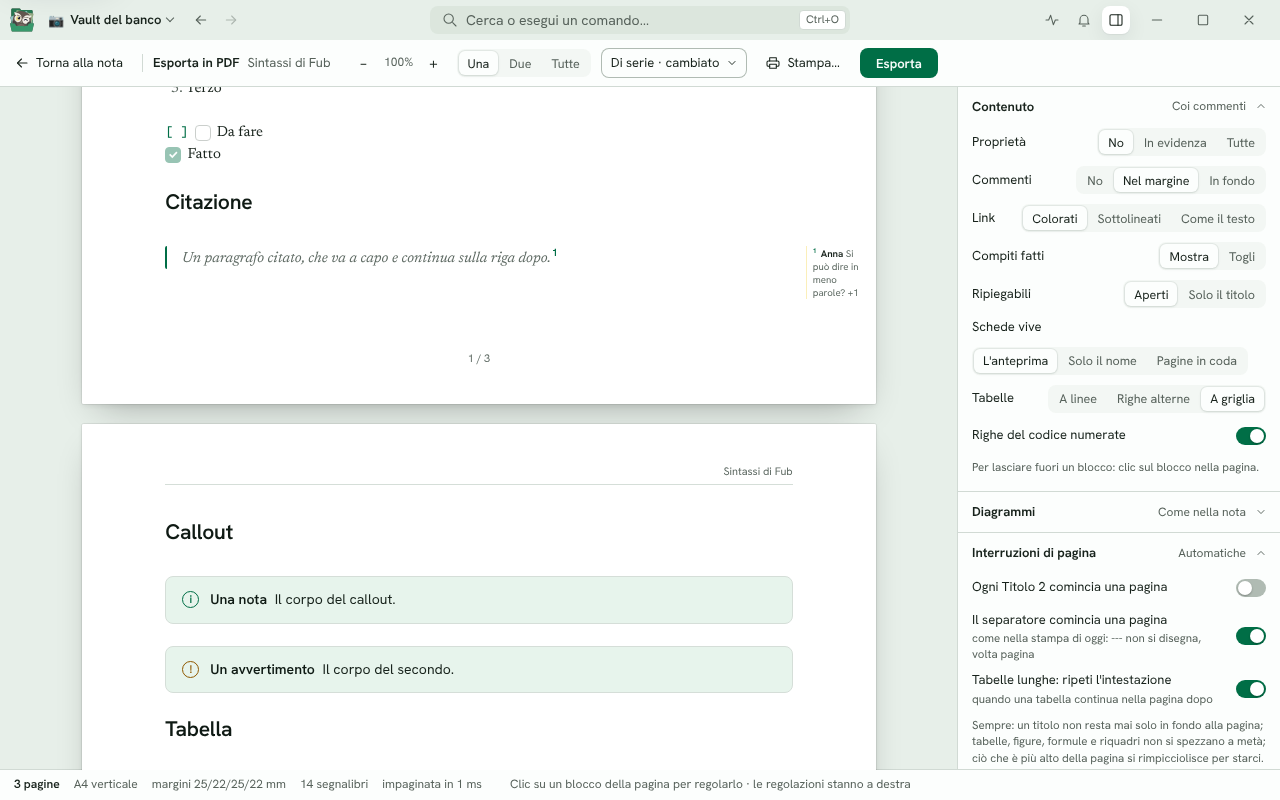 Vault del banco
Cerca o esegui un comando...
Ctrl+O
Torna alla nota
Esporta in PDF Sintassi di Fub
− 100% +
Una Due Tutte
Di serie · cambiato
Stampa...
Esporta
3. Terzo
[ ] Da fare
Fatto
Citazione
Un paragrafo citato, che va a capo e continua sulla riga dopo.1
1 Anna Si
può dire in
meno
parole? +1
1 / 3
Sintassi di Fub
Callout
Una nota Il corpo del callout.
Un avvertimento Il corpo del secondo.
Tabella
Contenuto Coi commenti
Proprietà No In evidenza Tutte
Commenti No Nel margine In fondo
Link Colorati Sottolineati Come il testo
Compiti fatti Mostra Togli
Ripiegabili Aperti Solo il titolo
Schede vive
L'anteprima Solo il nome Pagine in coda
Tabelle A linee Righe alterne A griglia
Righe del codice numerate
Per lasciare fuori un blocco: clic sul blocco nella pagina.
Diagrammi Come nella nota
Interruzioni di pagina Automatiche
Ogni Titolo 2 comincia una pagina
Il separatore comincia una pagina
come nella stampa di oggi: --- non si disegna,
volta pagina
Tabelle lunghe: ripeti l'intestazione
quando una tabella continua nella pagina dopo
Sempre: un titolo non resta mai solo in fondo alla pagina;
tabelle, figure, formule e riquadri non si spezzano a metà;
ciò che è più alto della pagina si rimpicciolisce per starci.
3 pagine A4 verticale margini 25/22/25/22 mm 14 segnalibri impaginata in 1 ms Clic su un blocco della pagina per regolarlo · le regolazioni stanno a destra